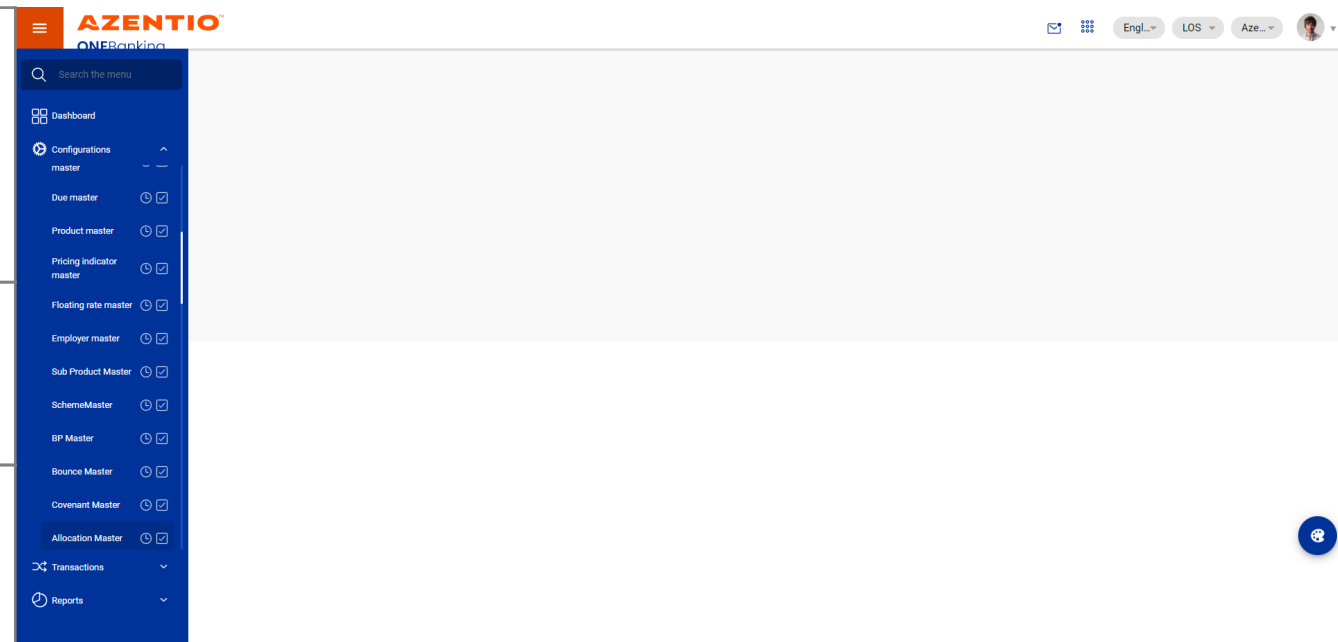 AZENTIO™
ONEBanking
Engl...
LOS
Aze...
Search the menu
Dashboard
Configurations
master
Due master
Product master
Pricing indicator
master
Floating rate master
Employer master
Sub Product Master
SchemeMaster
BP Master
Bounce Master
Covenant Master
Allocation Master
Transactions
Reports